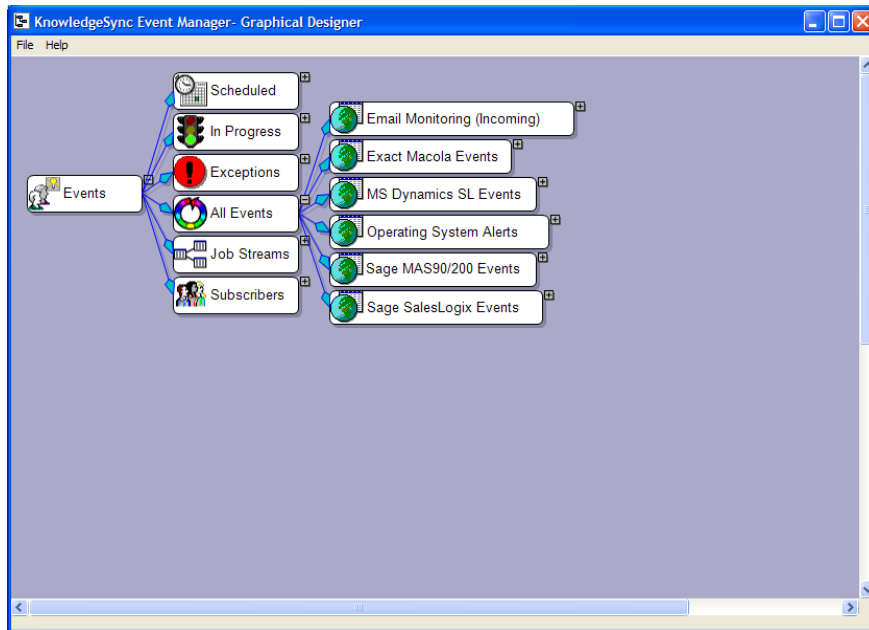 KnowledgeSync Event Manager- Graphical Designer
File Help
Events
Scheduled
In Progress
Exceptions
All Events
Job Streams
Subscribers
Email Monitoring (Incoming)
Exact Macola Events
MS Dynamics SL Events
Operating System Alerts
Sage MAS90/200 Events
Sage SalesLogix Events